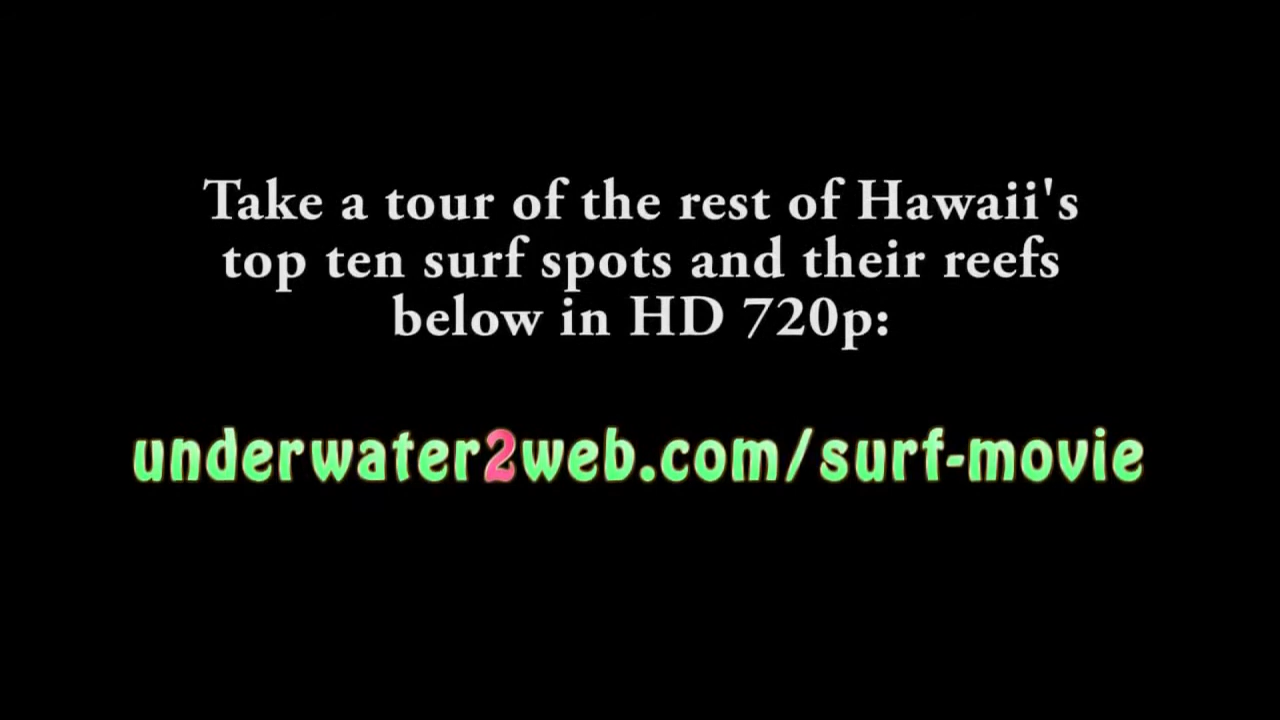 Take a tour of the rest of Hawaii's
top ten surf spots and their reefs
below in HD 720p:
underwater2web.com/surf-movie